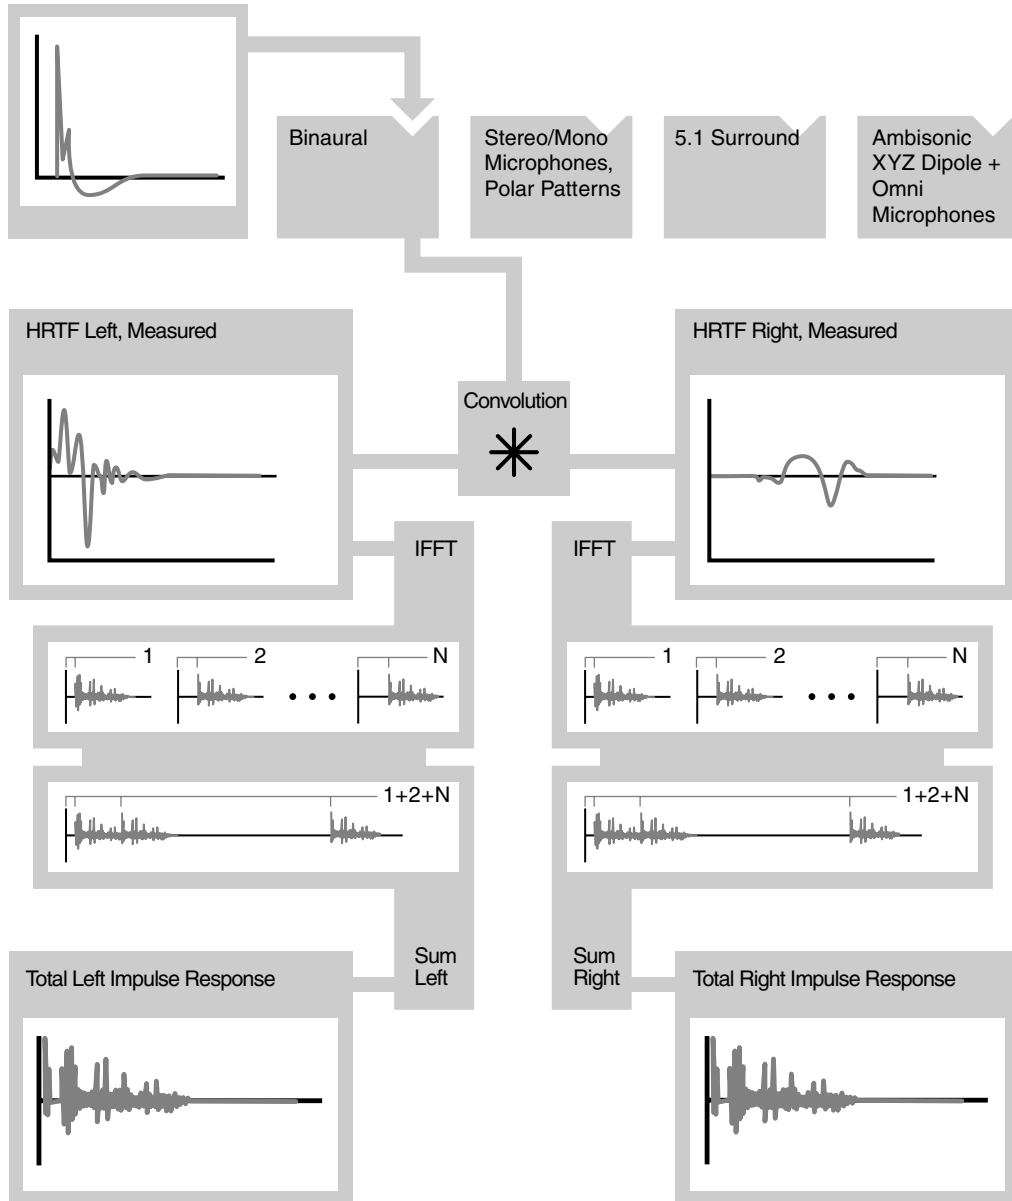 Binaural
Stereo/Mono
Microphones,
Polar Patterns
5.1 Surround
Ambisonic
XYZ Dipole +
Omni
Microphones
HRTF Left, Measured
HRTF Right, Measured
Convolution
IFFT
IFFT
1
2
N
1
2
N
1+2+N
1+2+N
Sum
Left
Sum
Right
Total Left Impulse Response
Total Right Impulse Response